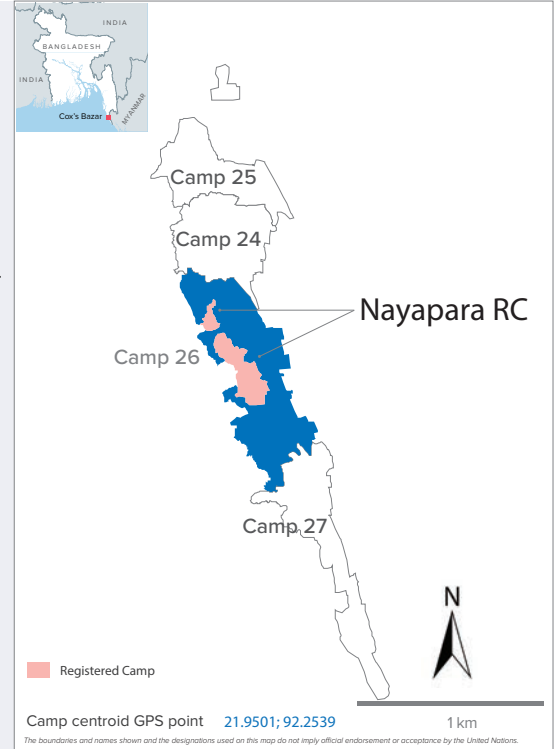 INDIA
BANGLADESH
INDIA
MYANMAR
Cox's Bazar
Camp 25
Camp 24
Nayapara RC
Camp 26
Camp 27
N
Registered Camp
Camp centroid GPS point 21.9501; 92.2539
1 km
The boundaries and names shown and the designations used on this map do not imply official endorsement or acceptance by the United Nations.